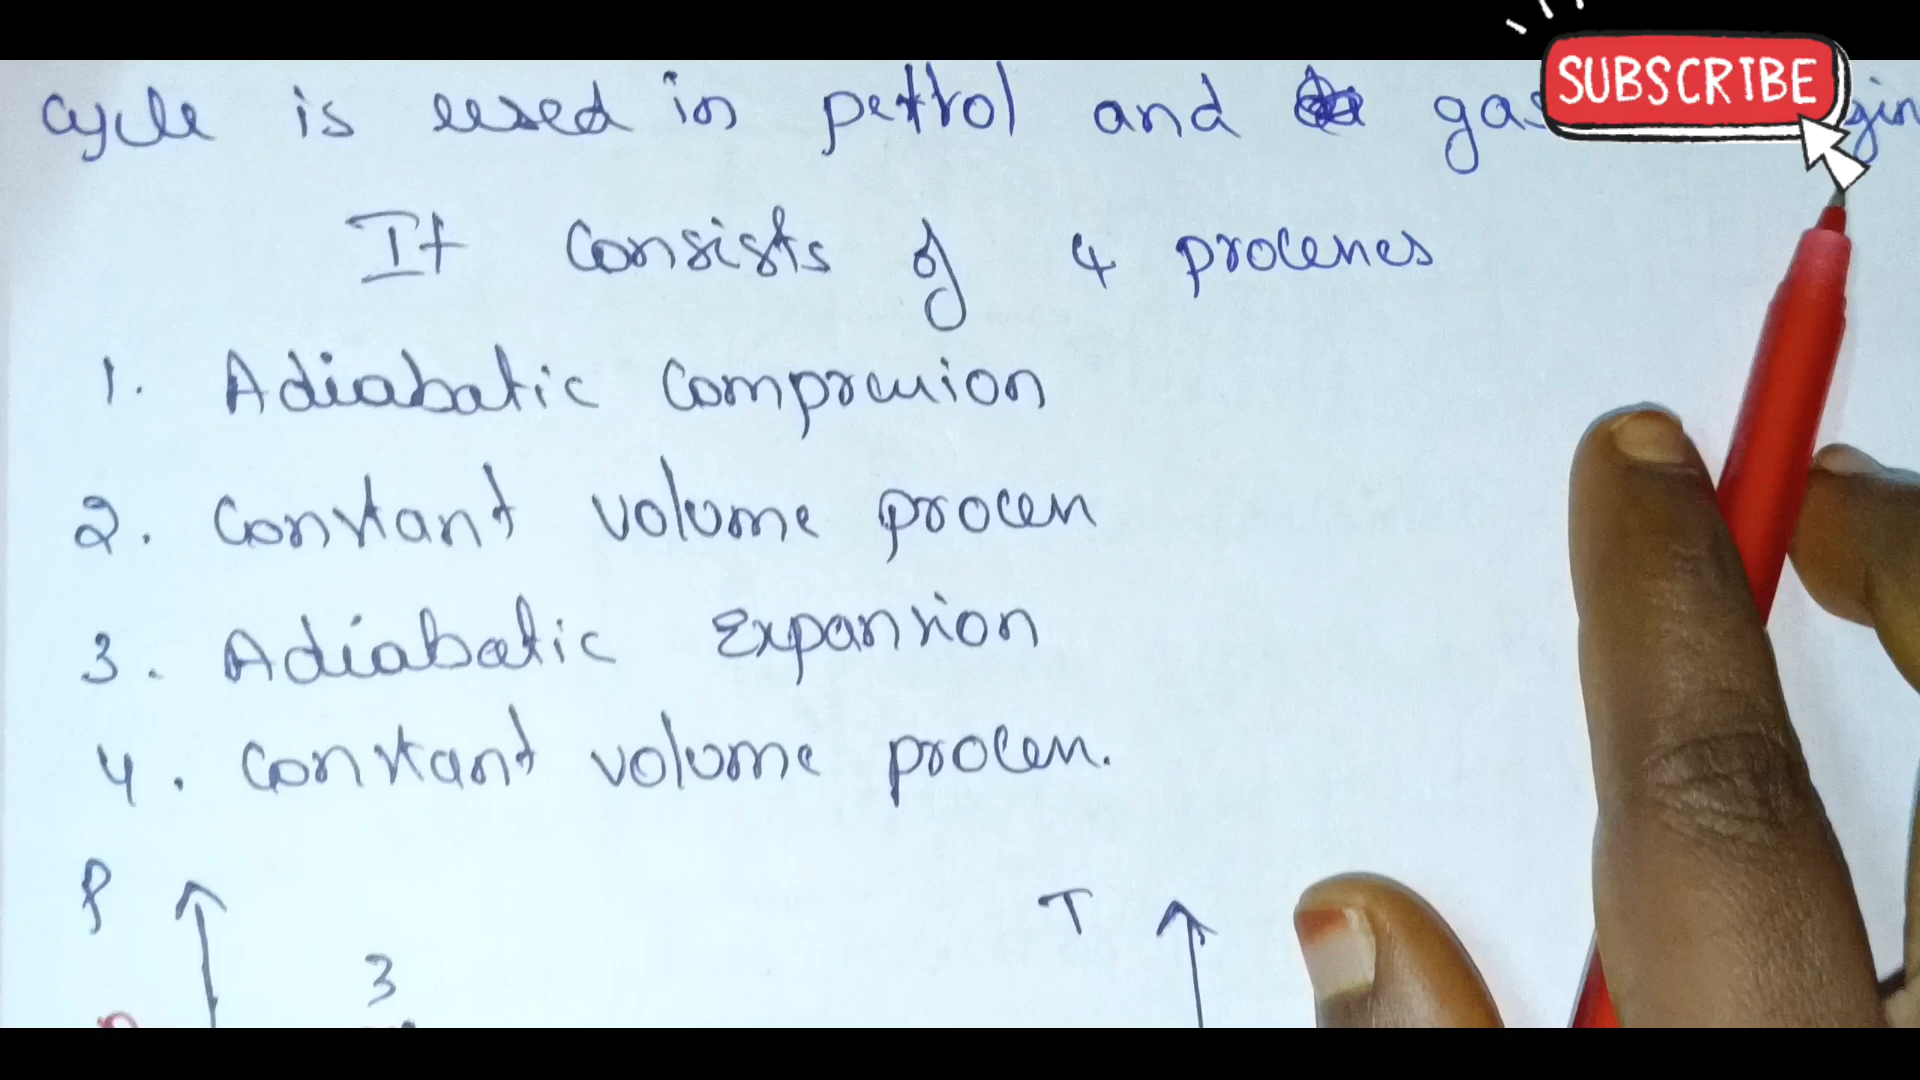 SUBSCRIBE
cycle is used in petrol and gas
It consists of 4 processes
1. Adiabatic Compression
2. Constant volume process
3. Adiabatic Expansion
4. Constant volume process.
P
T
3